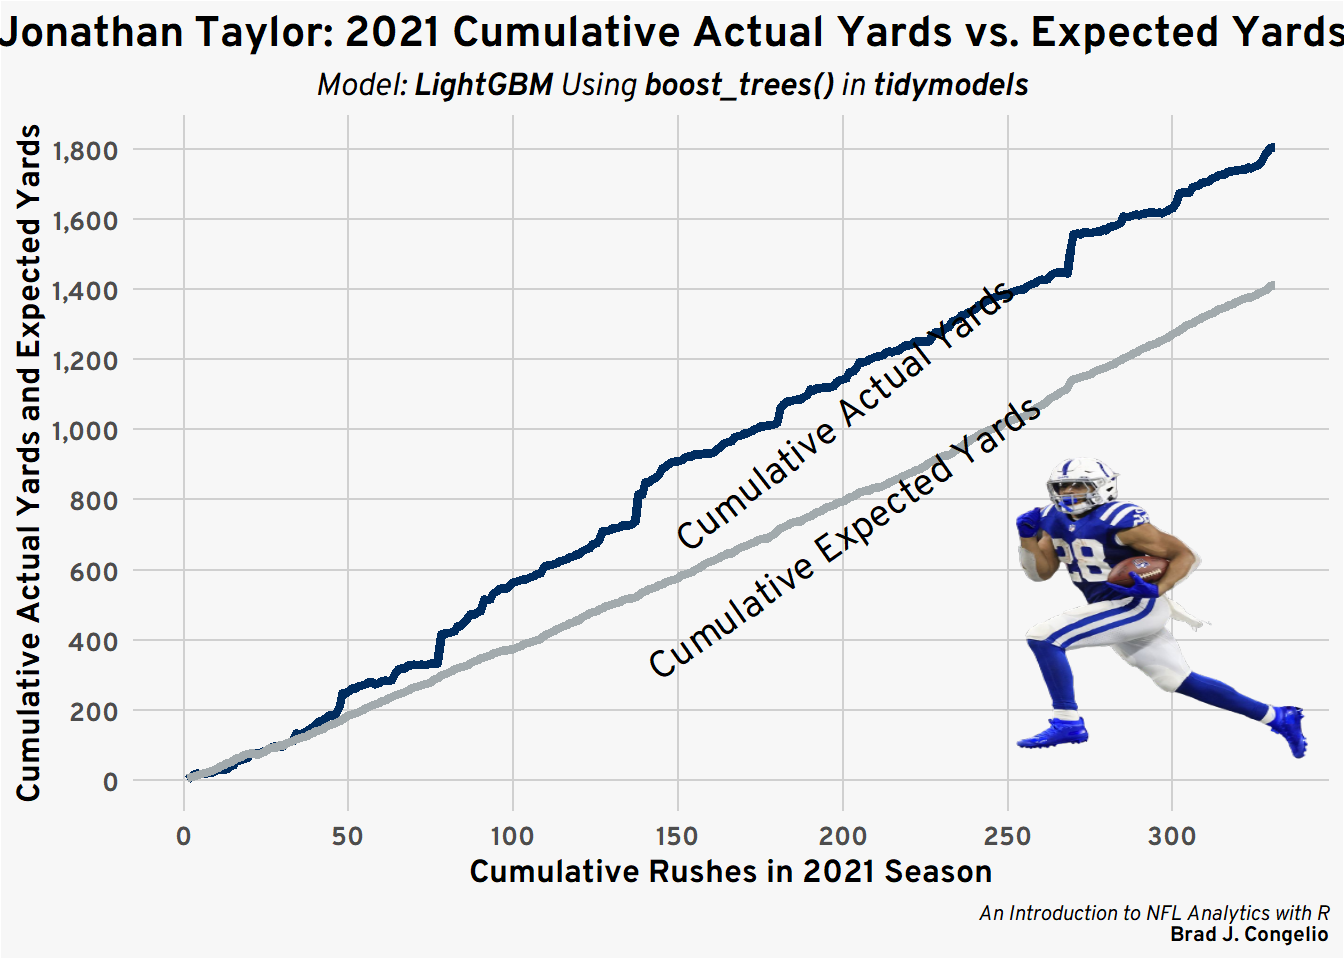 Jonathan Taylor: 2021 Cumulative Actual Yards vs. Expected Yards
Model: LightGBM Using boost_trees() in tidymodels
Cumulative Actual Yards and Expected Yards
1,800
1,600
1,400
1,200
1,000
800
600
400
200
0
Cumulative Actual Yards
Cumulative Expected Yards
28
0
50
100
150
200
250
300
Cumulative Rushes in 2021 Season
An Introduction to NFL Analytics with R
Brad J. Congelio